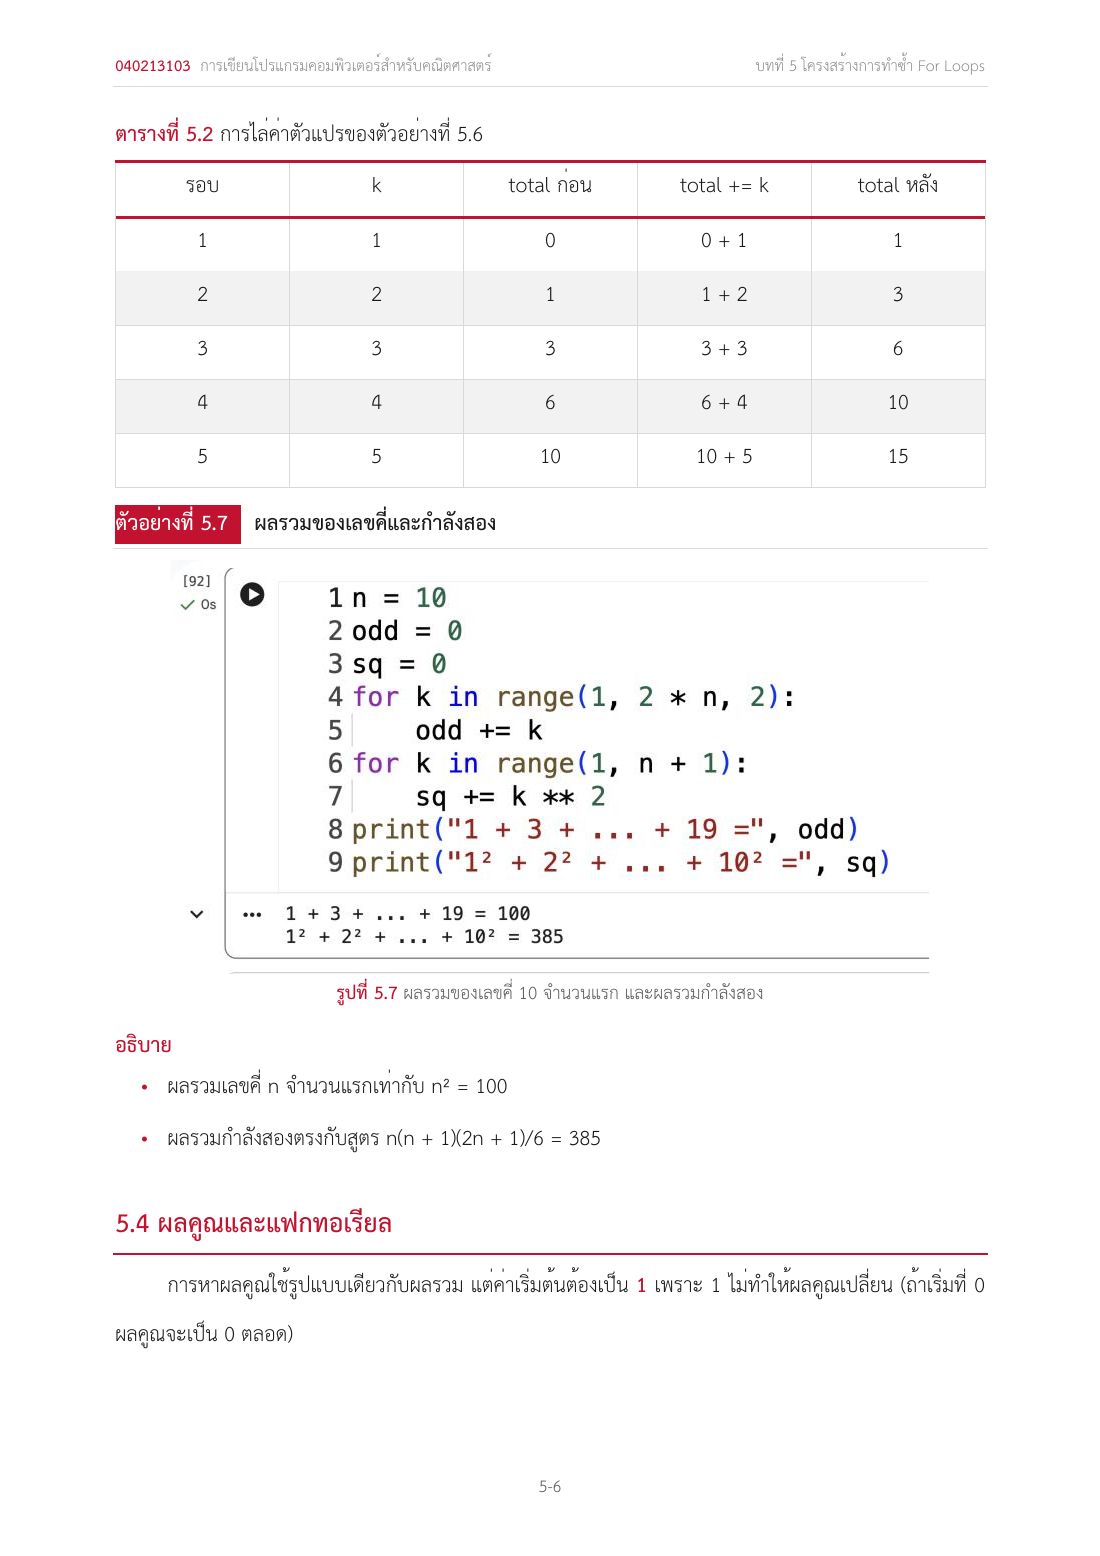 040213103 การเขียนโปรแกรมคอมพิวเตอร์สำหรับคณิตศาสตร์ บทที่ 5 โครงสร้างการทำซ้ำ For Loops
ตารางที่ 5.2 การไล่ค่าตัวแปรของตัวอย่างที่ 5.6
รอบ k total ก่อน total += k total หลัง
1 1 0 0 + 1 1
2 2 1 1 + 2 3
3 3 3 3 + 3 6
4 4 6 6 + 4 10
5 5 10 10 + 5 15
ตัวอย่างที่ 5.7 ผลรวมของเลขคี่และกำลังสอง
[92]
0s
1 n = 10
2 odd = 0
3 sq = 0
4 for k in range(1, 2 * n, 2):
5     odd += k
6 for k in range(1, n + 1):
7     sq += k ** 2
8 print("1 + 3 + ... + 19 =", odd)
9 print("1² + 2² + ... + 10² =", sq)
1 + 3 + ... + 19 = 100
1² + 2² + ... + 10² = 385
รูปที่ 5.7 ผลรวมของเลขคี่ 10 จำนวนแรก และผลรวมกำลังสอง
อธิบาย
• ผลรวมเลขคี่ n จำนวนแรกเท่ากับ n² = 100
• ผลรวมกำลังสองตรงกับสูตร n(n + 1)(2n + 1)/6 = 385
5.4 ผลคูณและแฟกทอเรียล
การหาผลคูณใช้รูปแบบเดียวกับผลรวม แต่ค่าเริ่มต้นต้องเป็น 1 เพราะ 1 ไม่ทำให้ผลคูณเปลี่ยน (ถ้าเริ่มที่ 0
ผลคูณจะเป็น 0 ตลอด)
5-6